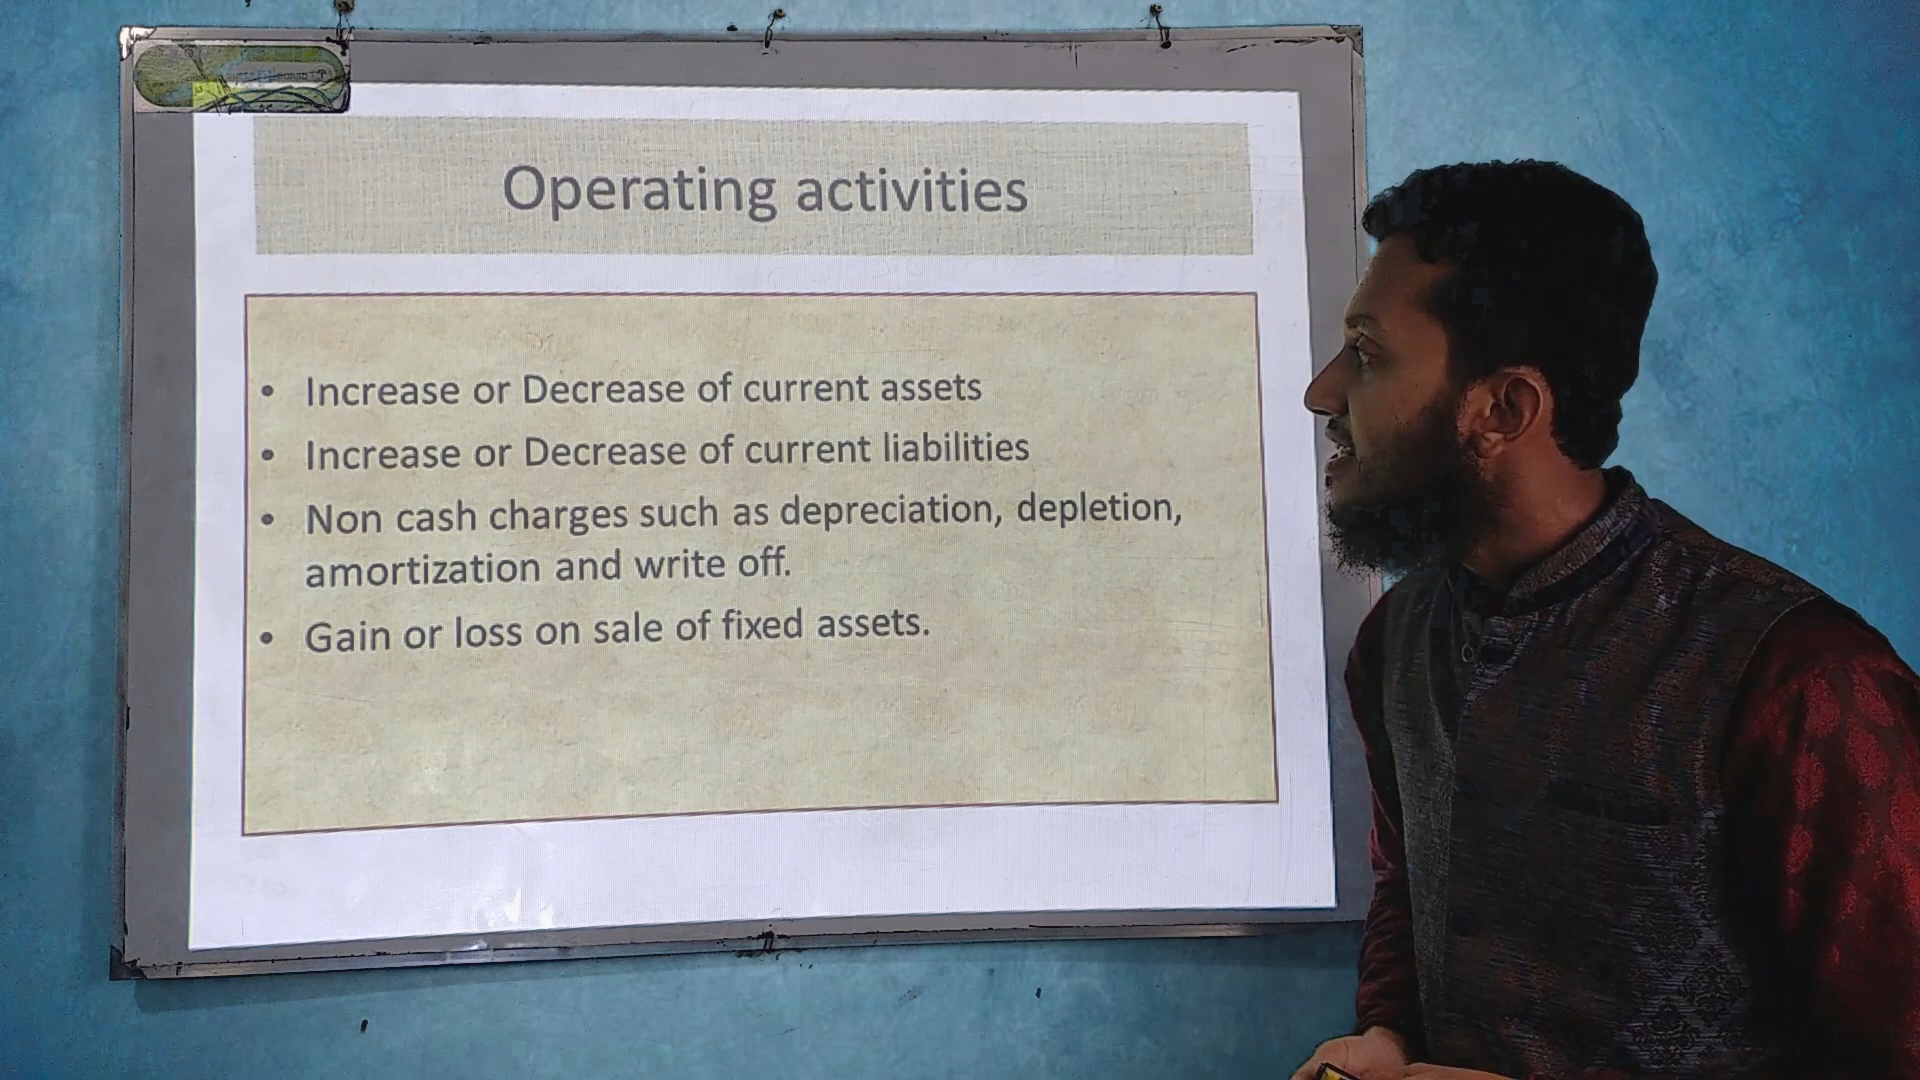 Operating activities
• Increase or Decrease of current assets
• Increase or Decrease of current liabilities
• Non cash charges such as depreciation, depletion,
amortization and write off.
• Gain or loss on sale of fixed assets.